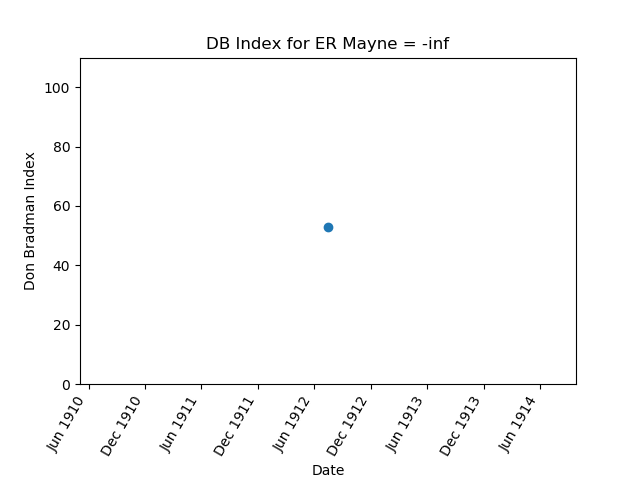 DB Index for ER Mayne = -inf
Don Bradman Index
100
80
60
40
20
0
Jun 1910
Dec 1910
Jun 1911
Dec 1911
Jun 1912
Dec 1912
Jun 1913
Dec 1913
Jun 1914
Date